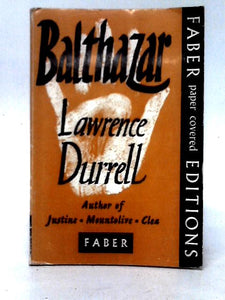 Balthazar
Lawrence
Durrell
Author of
Justine • Mountolive • Clea
FABER
FABER paper covered EDITIONS